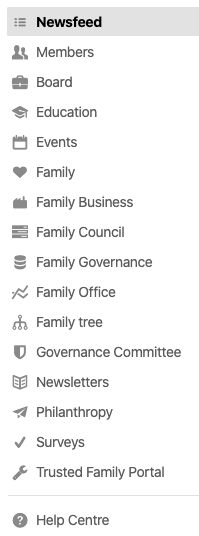 Newsfeed
Members
Board
Education
Events
Family
Family Business
Family Council
Family Governance
Family Office
Family tree
Governance Committee
Newsletters
Philanthropy
Surveys
Trusted Family Portal
Help Centre